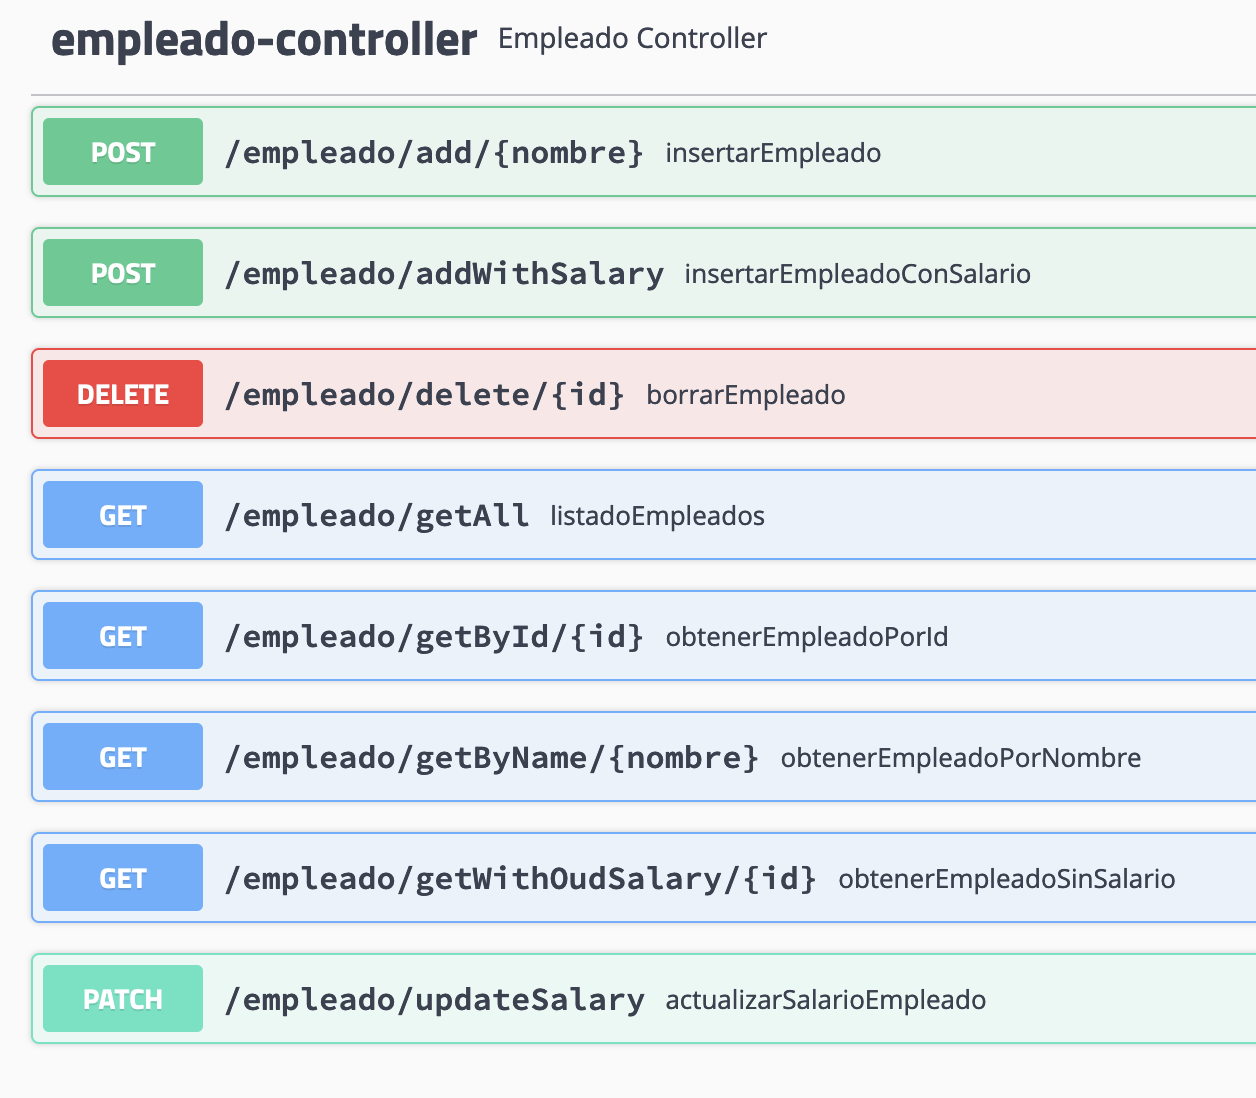 empleado-controller Empleado Controller
POST /empleado/add/{nombre} insertarEmpleado
POST /empleado/addWithSalary insertarEmpleadoConSalario
DELETE /empleado/delete/{id} borrarEmpleado
GET /empleado/getAll listadoEmpleados
GET /empleado/getById/{id} obtenerEmpleadoPorId
GET /empleado/getByName/{nombre} obtenerEmpleadoPorNombre
GET /empleado/getWithOudSalary/{id} obtenerEmpleadoSinSalario
PATCH /empleado/updateSalary actualizarSalarioEmpleado